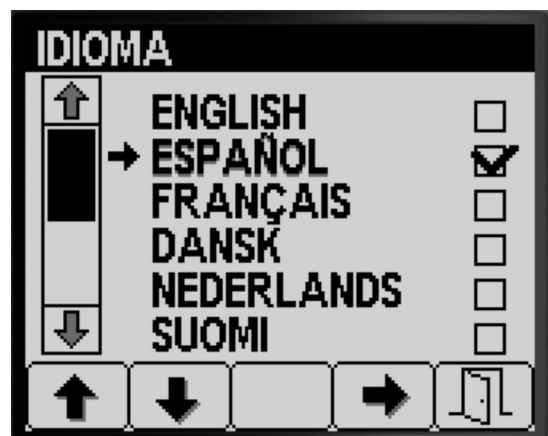 IDIOMA
ENGLISH
ESPAÑOL
FRANÇAIS
DANSK
NEDERLANDS
SUOMI